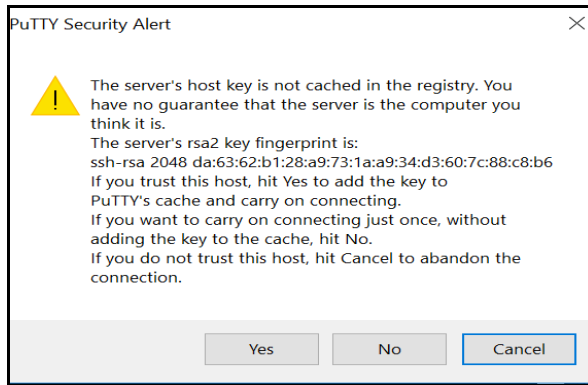 PuTTY Security Alert
The server's host key is not cached in the registry. You
have no guarantee that the server is the computer you
think it is.
The server's rsa2 key fingerprint is:
ssh-rsa 2048 da:63:62:b1:28:a9:73:1a:a9:34:d3:60:7c:88:c8:b6
If you trust this host, hit Yes to add the key to
PuTTY's cache and carry on connecting.
If you want to carry on connecting just once, without
adding the key to the cache, hit No.
If you do not trust this host, hit Cancel to abandon the
connection.
Yes No Cancel